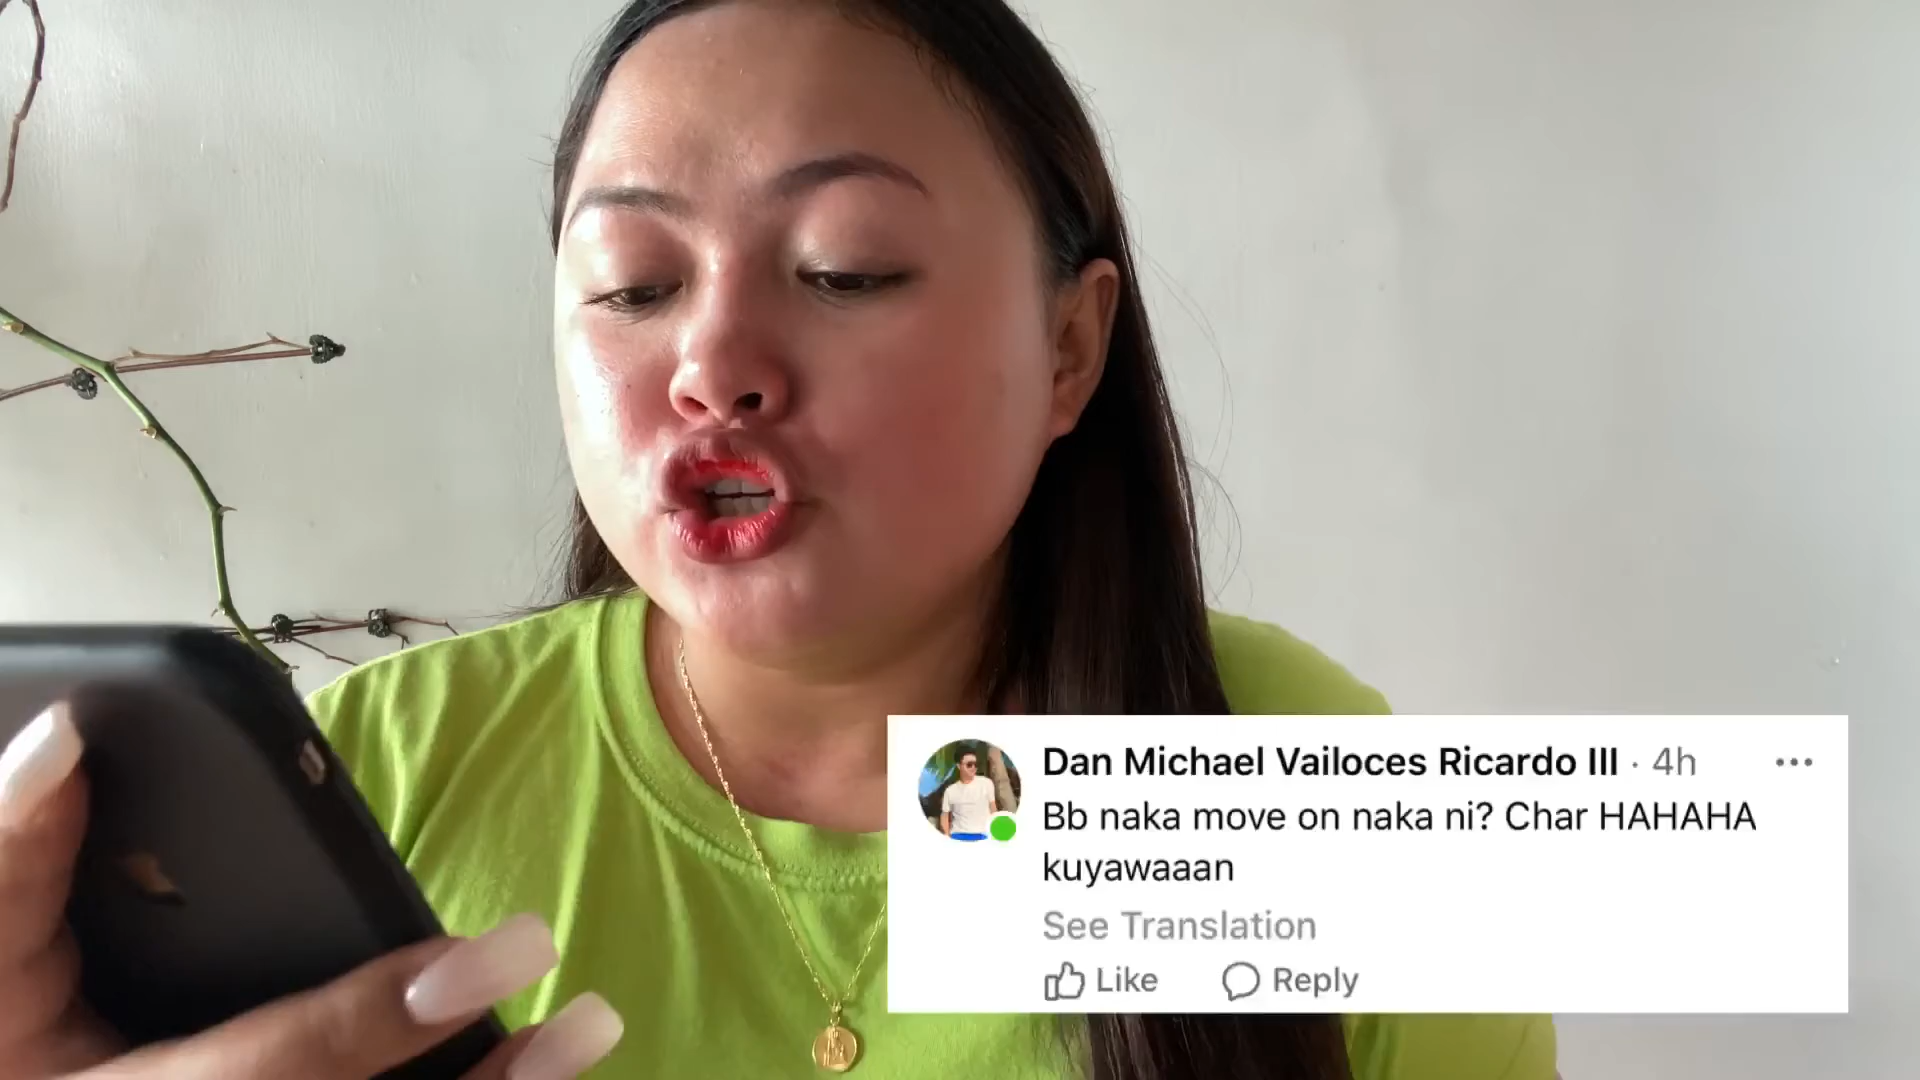 Dan Michael Vailoces Ricardo III · 4h
Bb naka move on naka ni? Char HAHAHA
kuyawaaan
See Translation
Like Reply